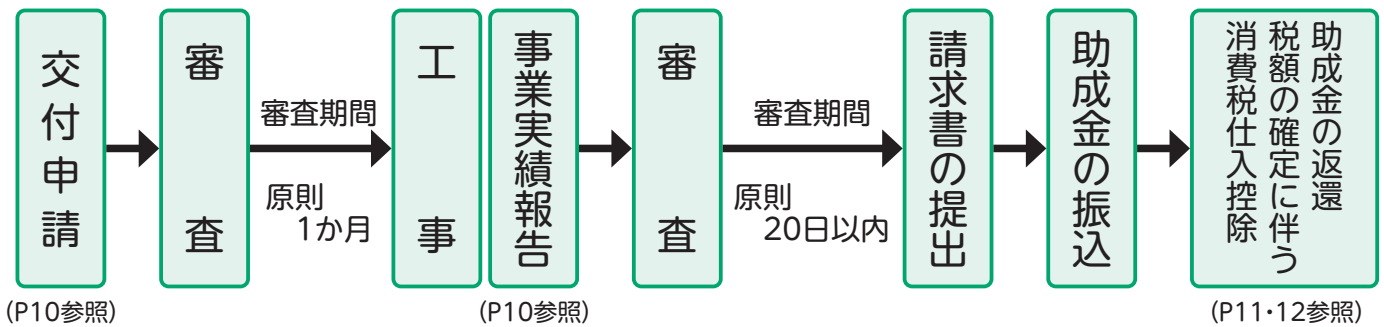 交付申請
(P10参照)
審査
審査期間
原則
1か月
工事
事業実績報告
(P10参照)
審査
審査期間
原則
20日以内
請求書の提出
助成金の振込
消費税仕入控除
税額の確定に伴う
助成金の返還
(P11・12参照)